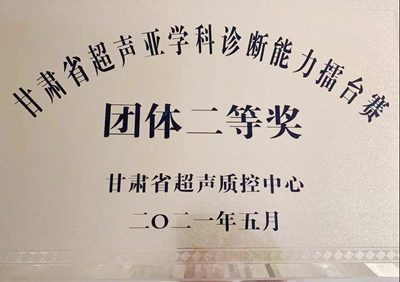 甘肃省超声亚学科诊断能力擂台赛
团体二等奖
甘肃省超声质控中心
二〇二一年五月